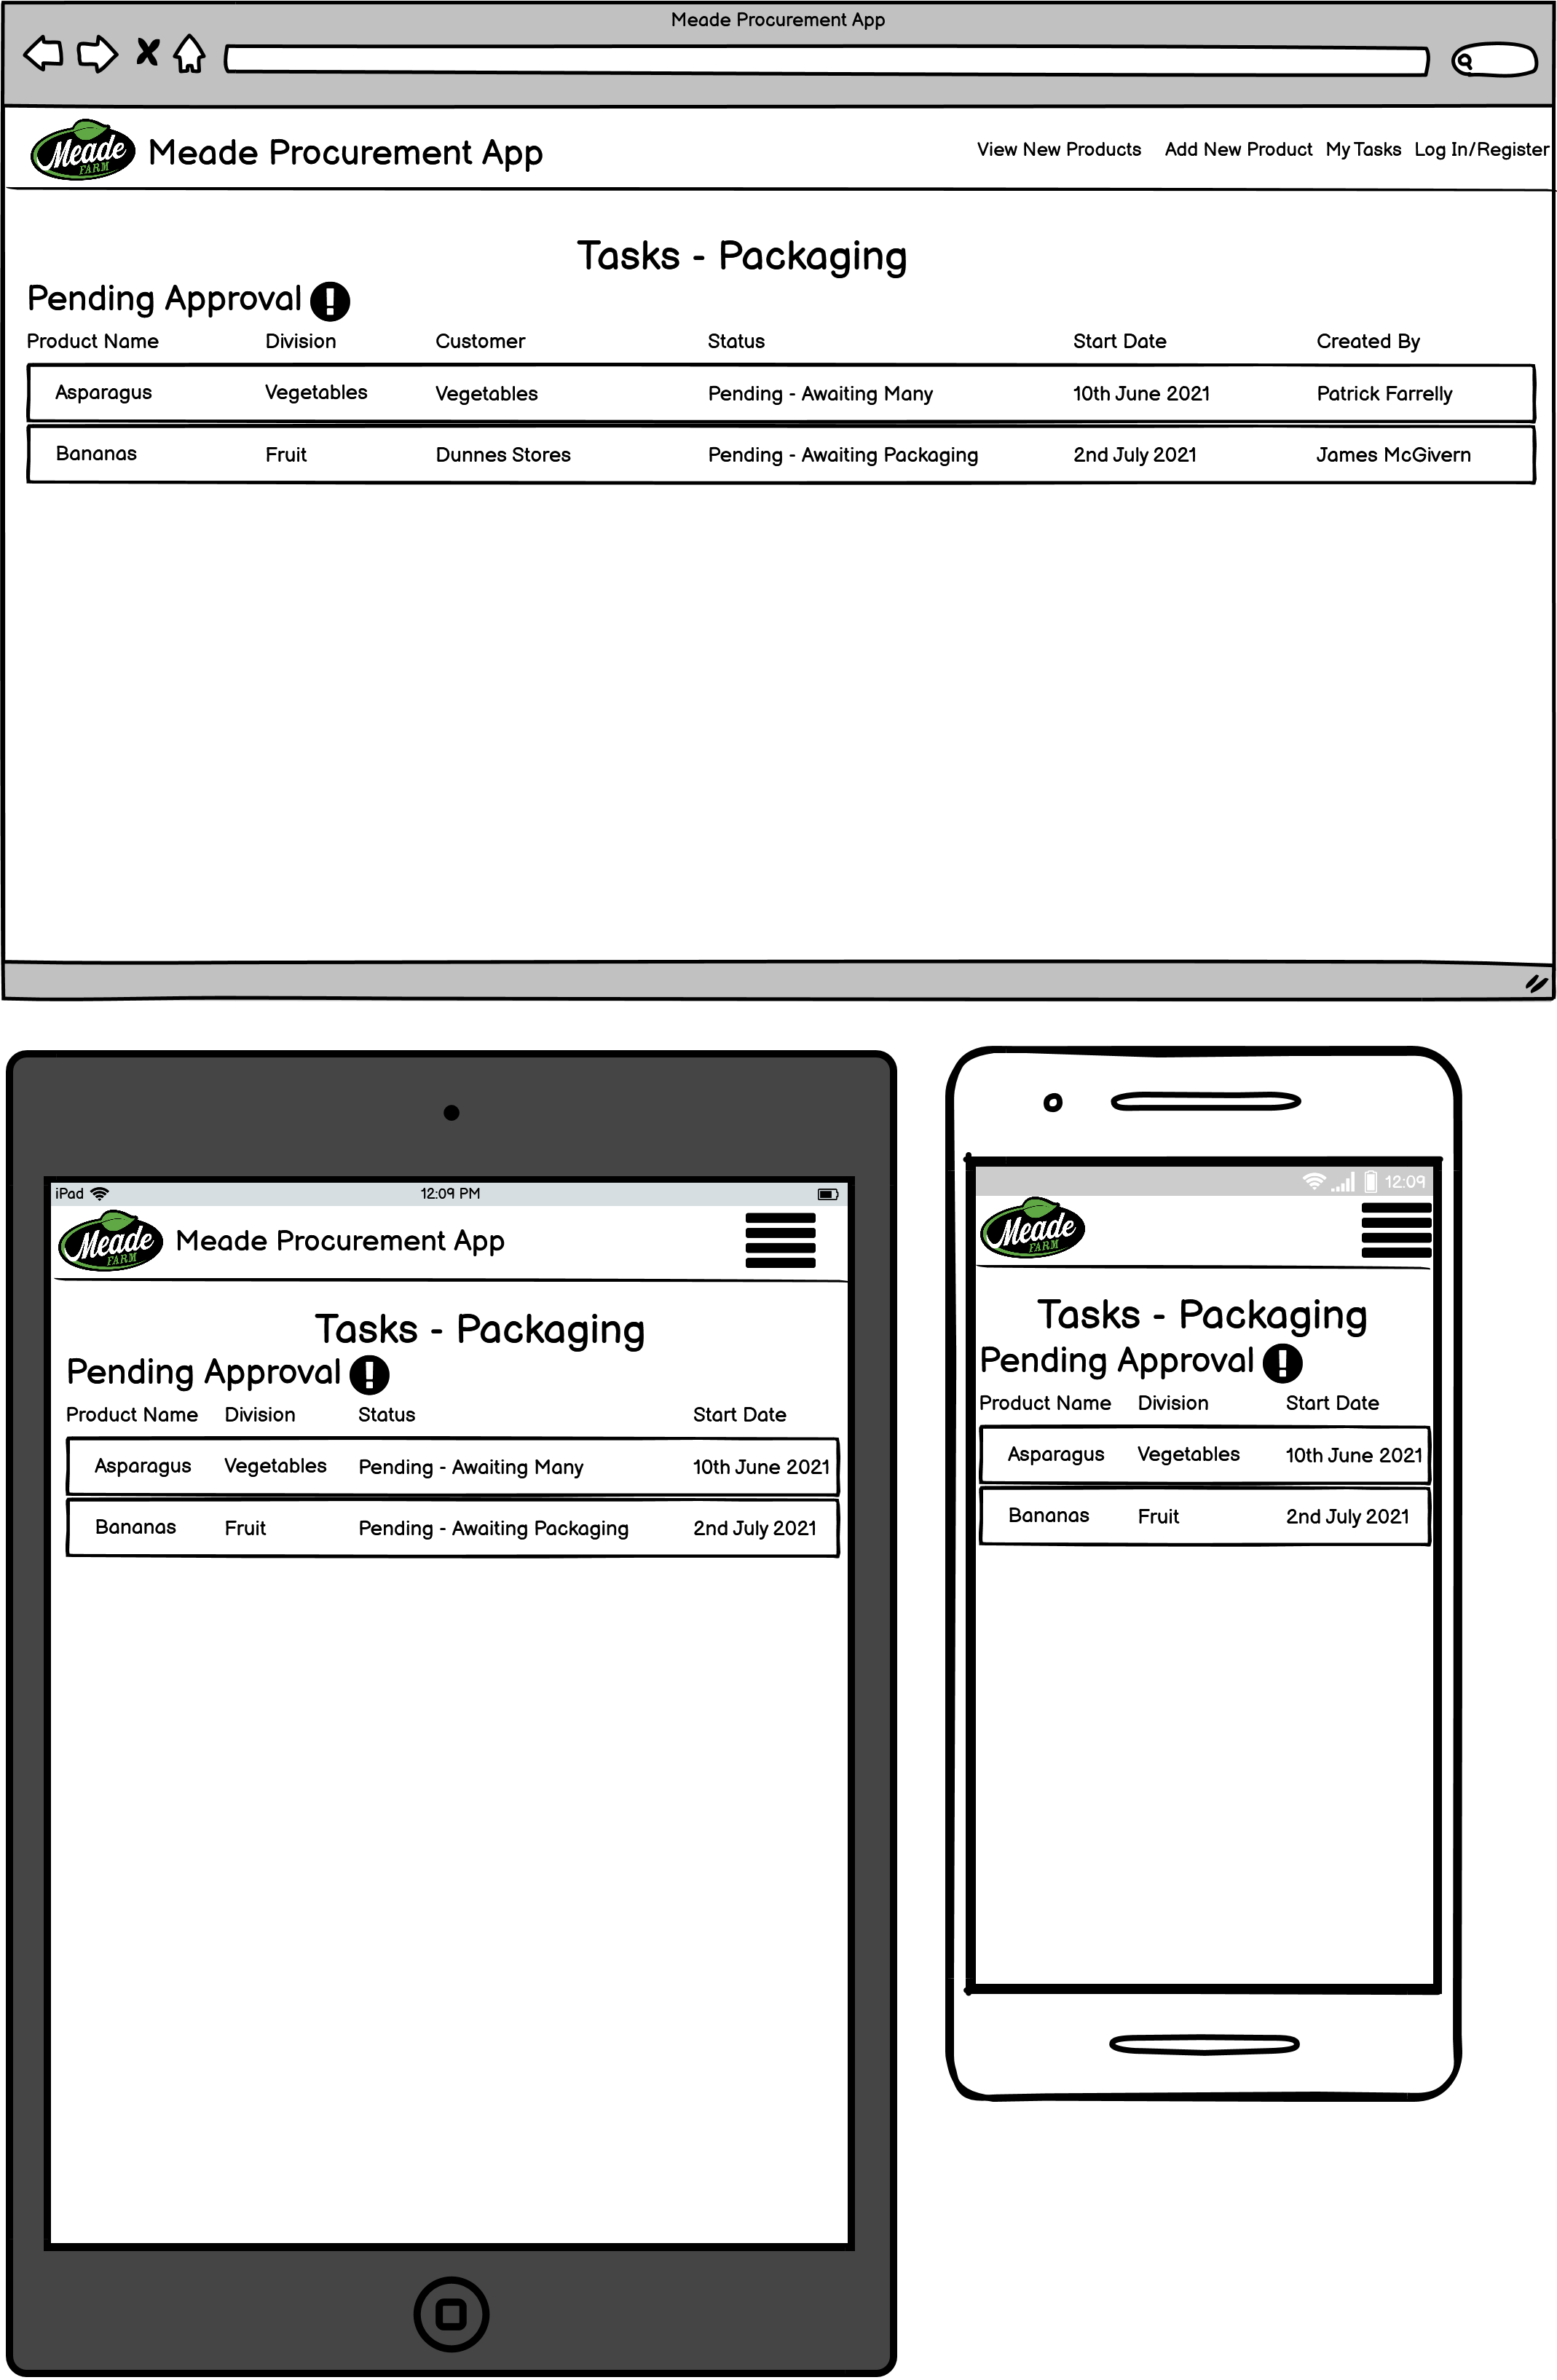 Meade Procurement App
Meade FARM Meade Procurement App View New Products Add New Product My Tasks Log In/Register
Tasks - Packaging
Pending Approval !
Product Name Division Customer Status Start Date Created By
Asparagus Vegetables Vegetables Pending - Awaiting Many 10th June 2021 Patrick Farrelly
Bananas Fruit Dunnes Stores Pending - Awaiting Packaging 2nd July 2021 James McGivern
iPad 12:09 PM
Meade FARM Meade Procurement App
Tasks - Packaging
Pending Approval !
Product Name Division Status Start Date
Asparagus Vegetables Pending - Awaiting Many 10th June 2021
Bananas Fruit Pending - Awaiting Packaging 2nd July 2021
12:09
Meade FARM
Tasks - Packaging
Pending Approval !
Product Name Division Start Date
Asparagus Vegetables 10th June 2021
Bananas Fruit 2nd July 2021